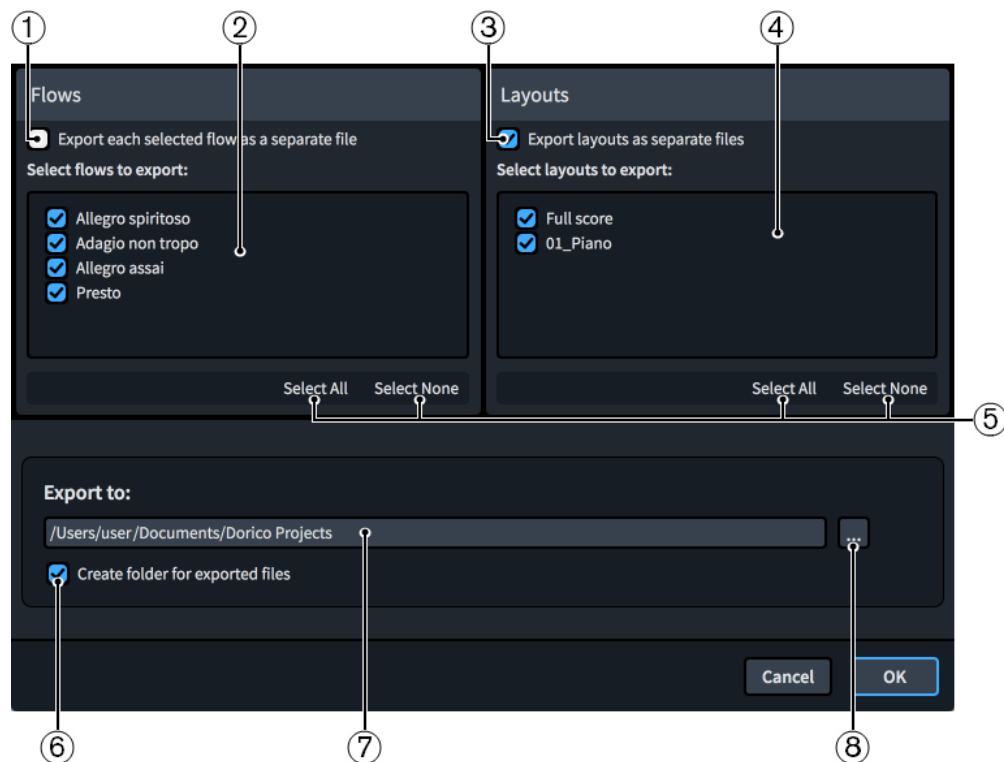 ① ② ③ ④
Flows
Export each selected flow as a separate file
Select flows to export:
Allegro spiritoso
Adagio non tropo
Allegro assai
Presto
Select All Select None
Layouts
Export layouts as separate files
Select layouts to export:
Full score
01_Piano
Select All Select None
⑤
Export to:
/Users/user/Documents/Dorico Projects
...
Create folder for exported files
Cancel OK
⑥ ⑦ ⑧